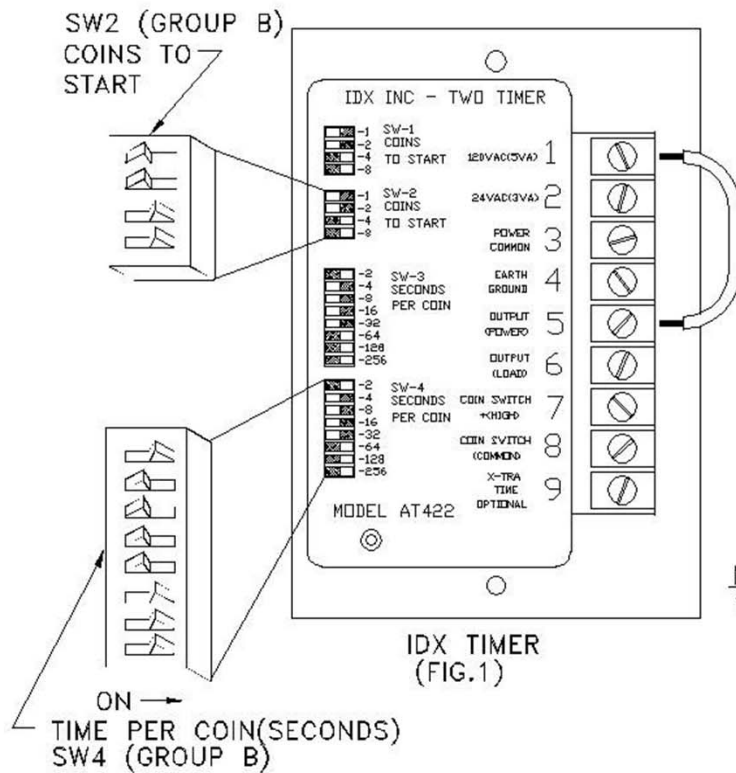 SW2 (GROUP B)
COINS TO
START
IDX INC - TWO TIMER
-1
-2
-4
-8
SW-1
COINS
TO START
-1
-2
-4
-8
SW-2
COINS
TO START
-2
-4
-8
-16
-32
-64
-128
-256
SW-3
SECONDS
PER COIN
-2
-4
-8
-16
-32
-64
-128
-256
SW-4
SECONDS
PER COIN
120VAC(5VA) 1
24VAC(3VA) 2
POWER
COMMON 3
EARTH
GROUND 4
OUTPUT
(POWER) 5
OUTPUT
(LOAD) 6
COIN SWITCH
+(HIGH) 7
COIN SWITCH
(COMMON) 8
X-TRA
TIME
OPTIONAL 9
MODEL AT422
IDX TIMER
(FIG.1)
ON
TIME PER COIN(SECONDS)
SW4 (GROUP B)